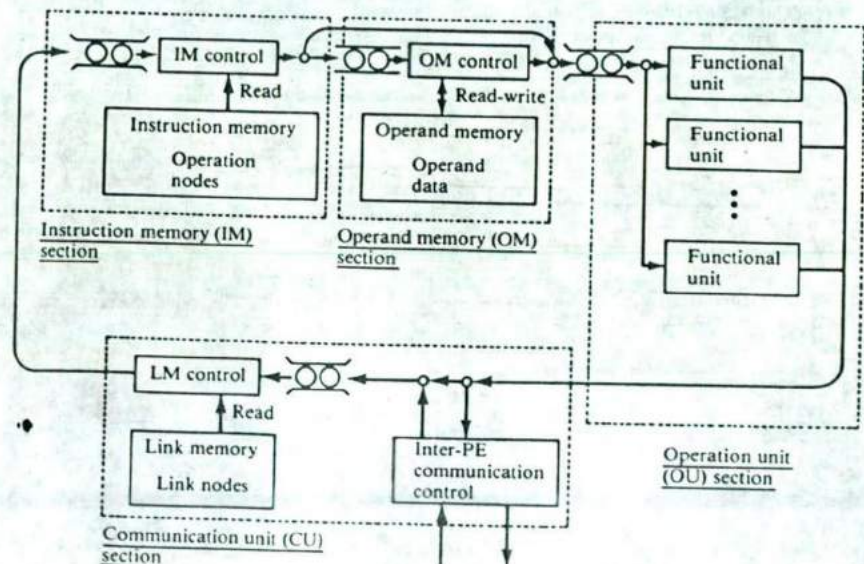 IM control
Read
Instruction memory
Operation
nodes
Instruction memory (IM)
section
OM control
Read-write
Operand memory
Operand
data
Operand memory (OM)
section
Functional
unit
Functional
unit
Functional
unit
Operation unit
(OU) section
LM control
Read
Link memory
Link nodes
Inter-PE
communication
control
Communication unit (CU)
section